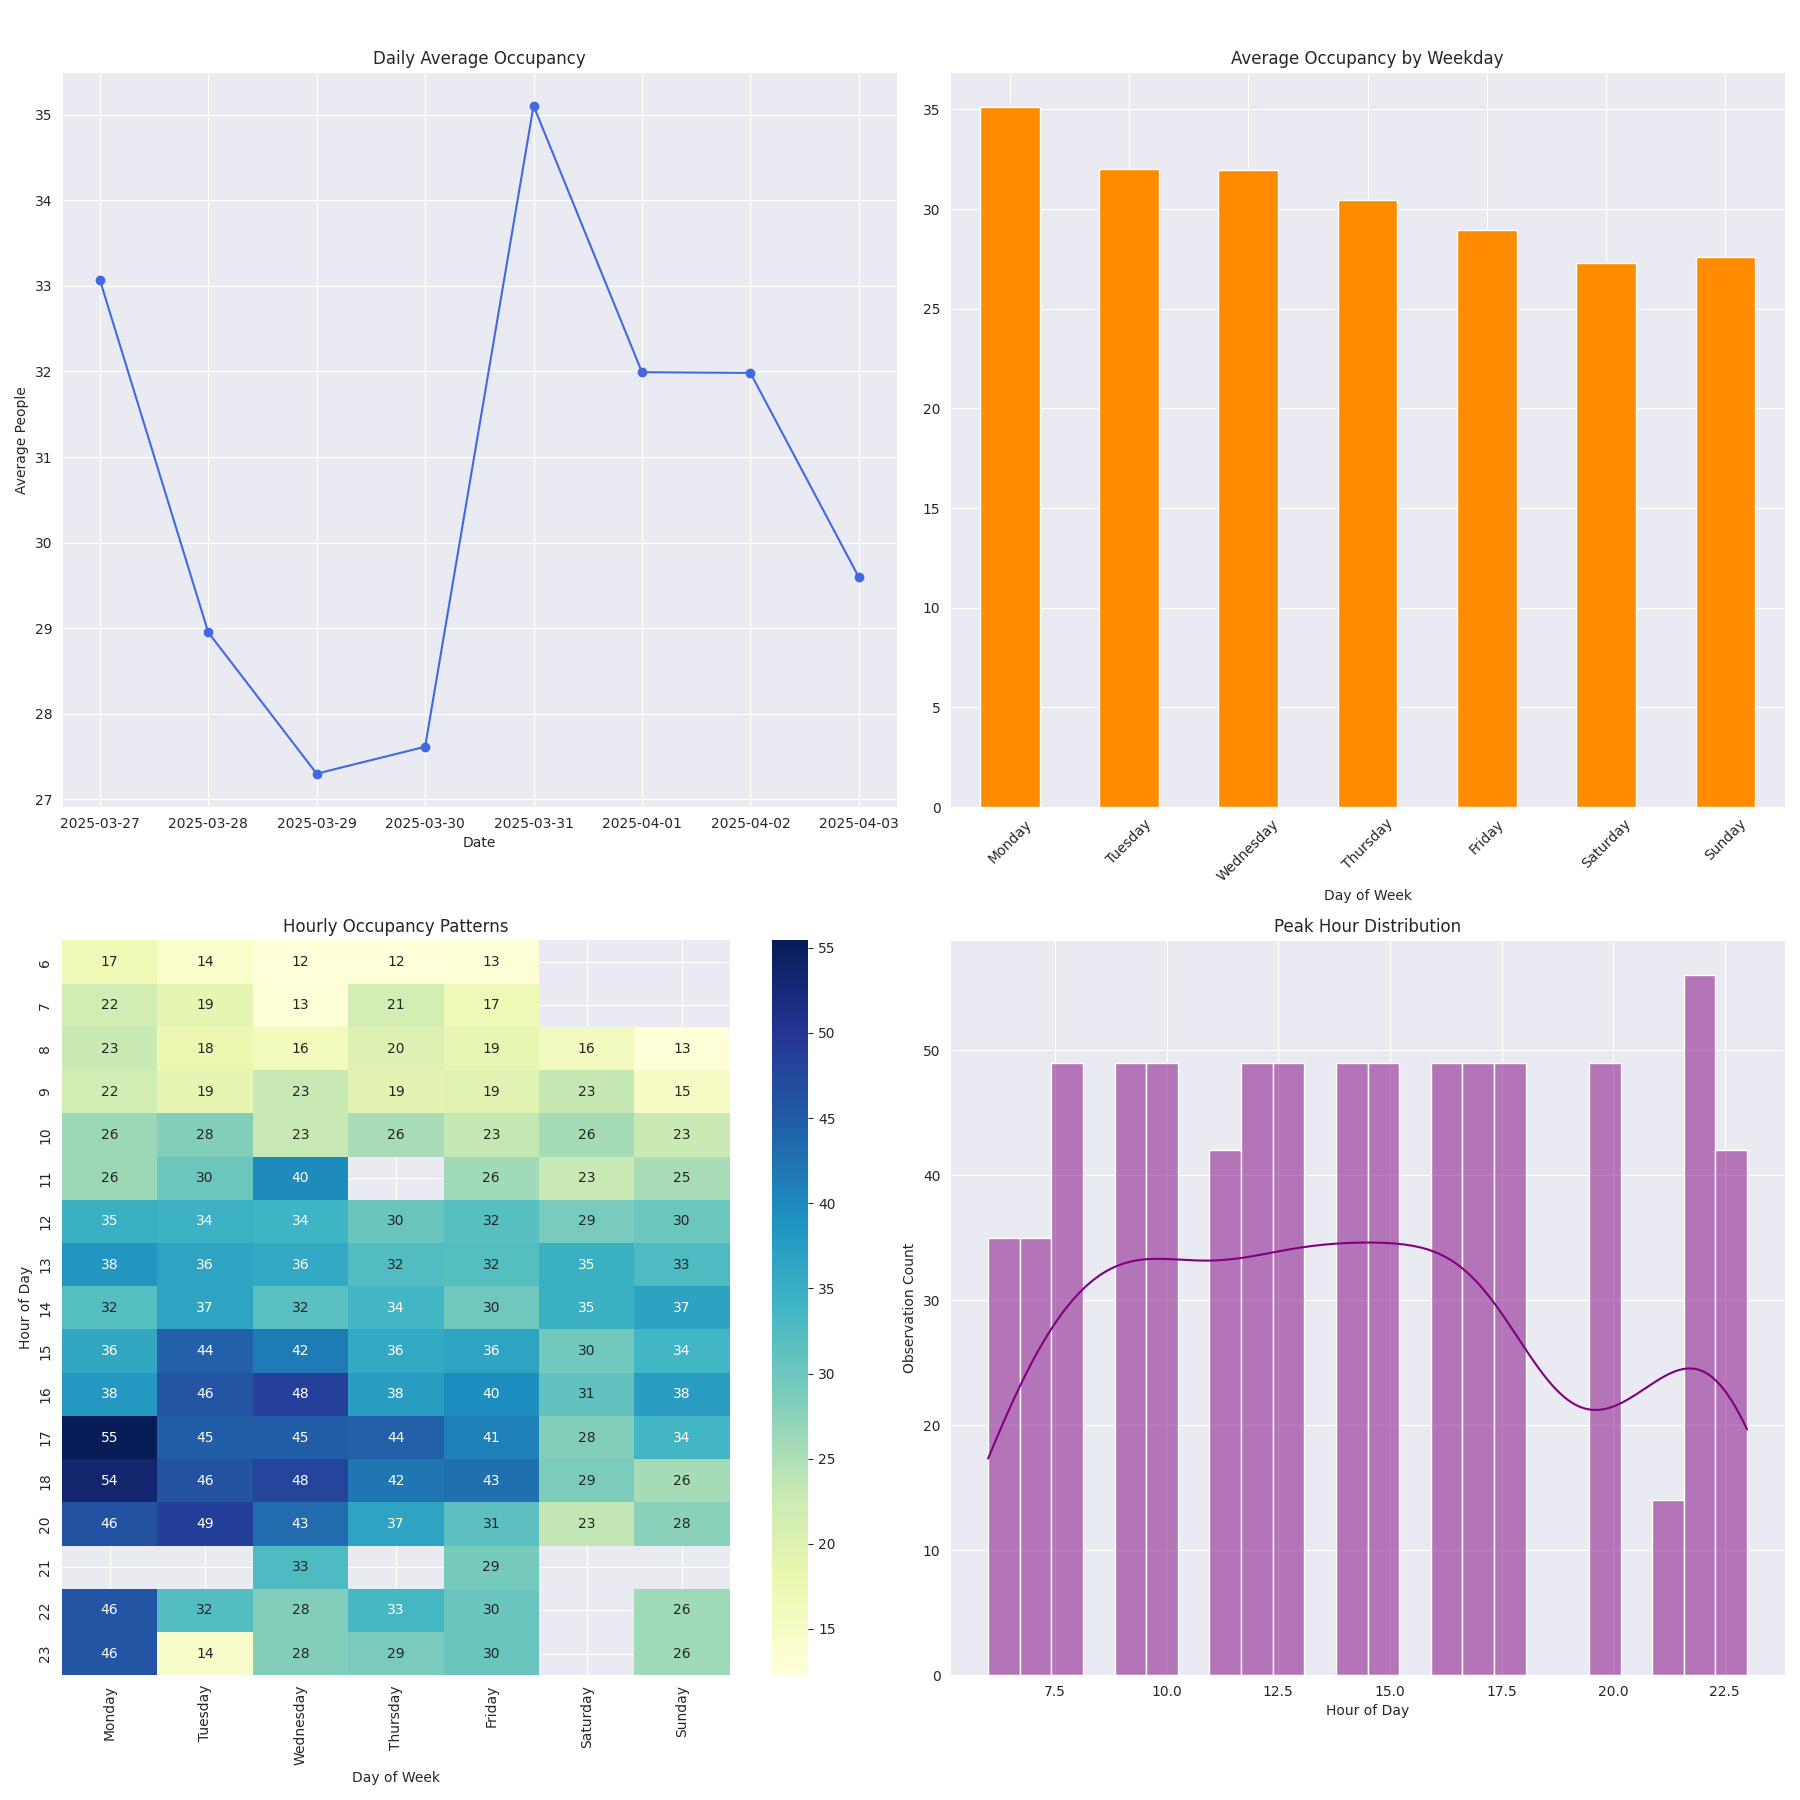 Daily Average Occupancy
Average People
35
34
33
32
31
30
29
28
27
2025-03-27 2025-03-28 2025-03-29 2025-03-30 2025-03-31 2025-04-01 2025-04-02 2025-04-03
Date
Average Occupancy by Weekday
35
30
25
20
15
10
5
0
Monday Tuesday Wednesday Thursday Friday Saturday Sunday
Day of Week
Hourly Occupancy Patterns
Hour of Day
6 17 14 12 12 13
7 22 19 13 21 17
8 23 18 16 20 19 16 13
9 22 19 23 19 19 23 15
10 26 28 23 26 23 26 23
11 26 30 40 26 23 25
12 35 34 34 30 32 29 30
13 38 36 36 32 32 35 33
14 32 37 32 34 30 35 37
15 36 44 42 36 36 30 34
16 38 46 48 38 40 31 38
17 55 45 45 44 41 28 34
18 54 46 48 42 43 29 26
20 46 49 43 37 31 23 28
21 33 29
22 46 32 28 33 30 26
23 46 14 28 29 30 26
Monday Tuesday Wednesday Thursday Friday Saturday Sunday
Day of Week
55
50
45
40
35
30
25
20
15
Peak Hour Distribution
Observation Count
50
40
30
20
10
0
7.5 10.0 12.5 15.0 17.5 20.0 22.5
Hour of Day